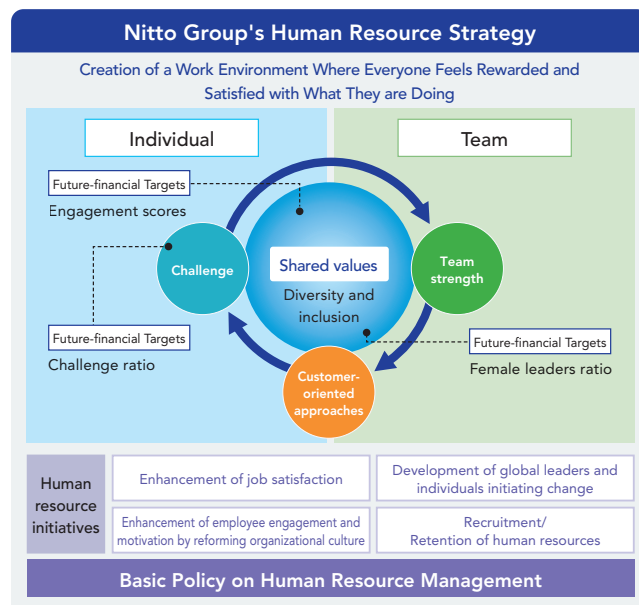 Nitto Group's Human Resource Strategy
Creation of a Work Environment Where Everyone Feels Rewarded and
Satisfied with What They are Doing
Individual
Team
Future-financial Targets
Engagement scores
Challenge
Shared values
Diversity and
inclusion
Team
strength
Future-financial Targets
Challenge ratio
Future-financial Targets
Female leaders ratio
Customer-
oriented
approaches
Human
resource
initiatives
Enhancement of job satisfaction
Development of global leaders and
individuals initiating change
Enhancement of employee engagement and
motivation by reforming organizational culture
Recruitment/
Retention of human resources
Basic Policy on Human Resource Management